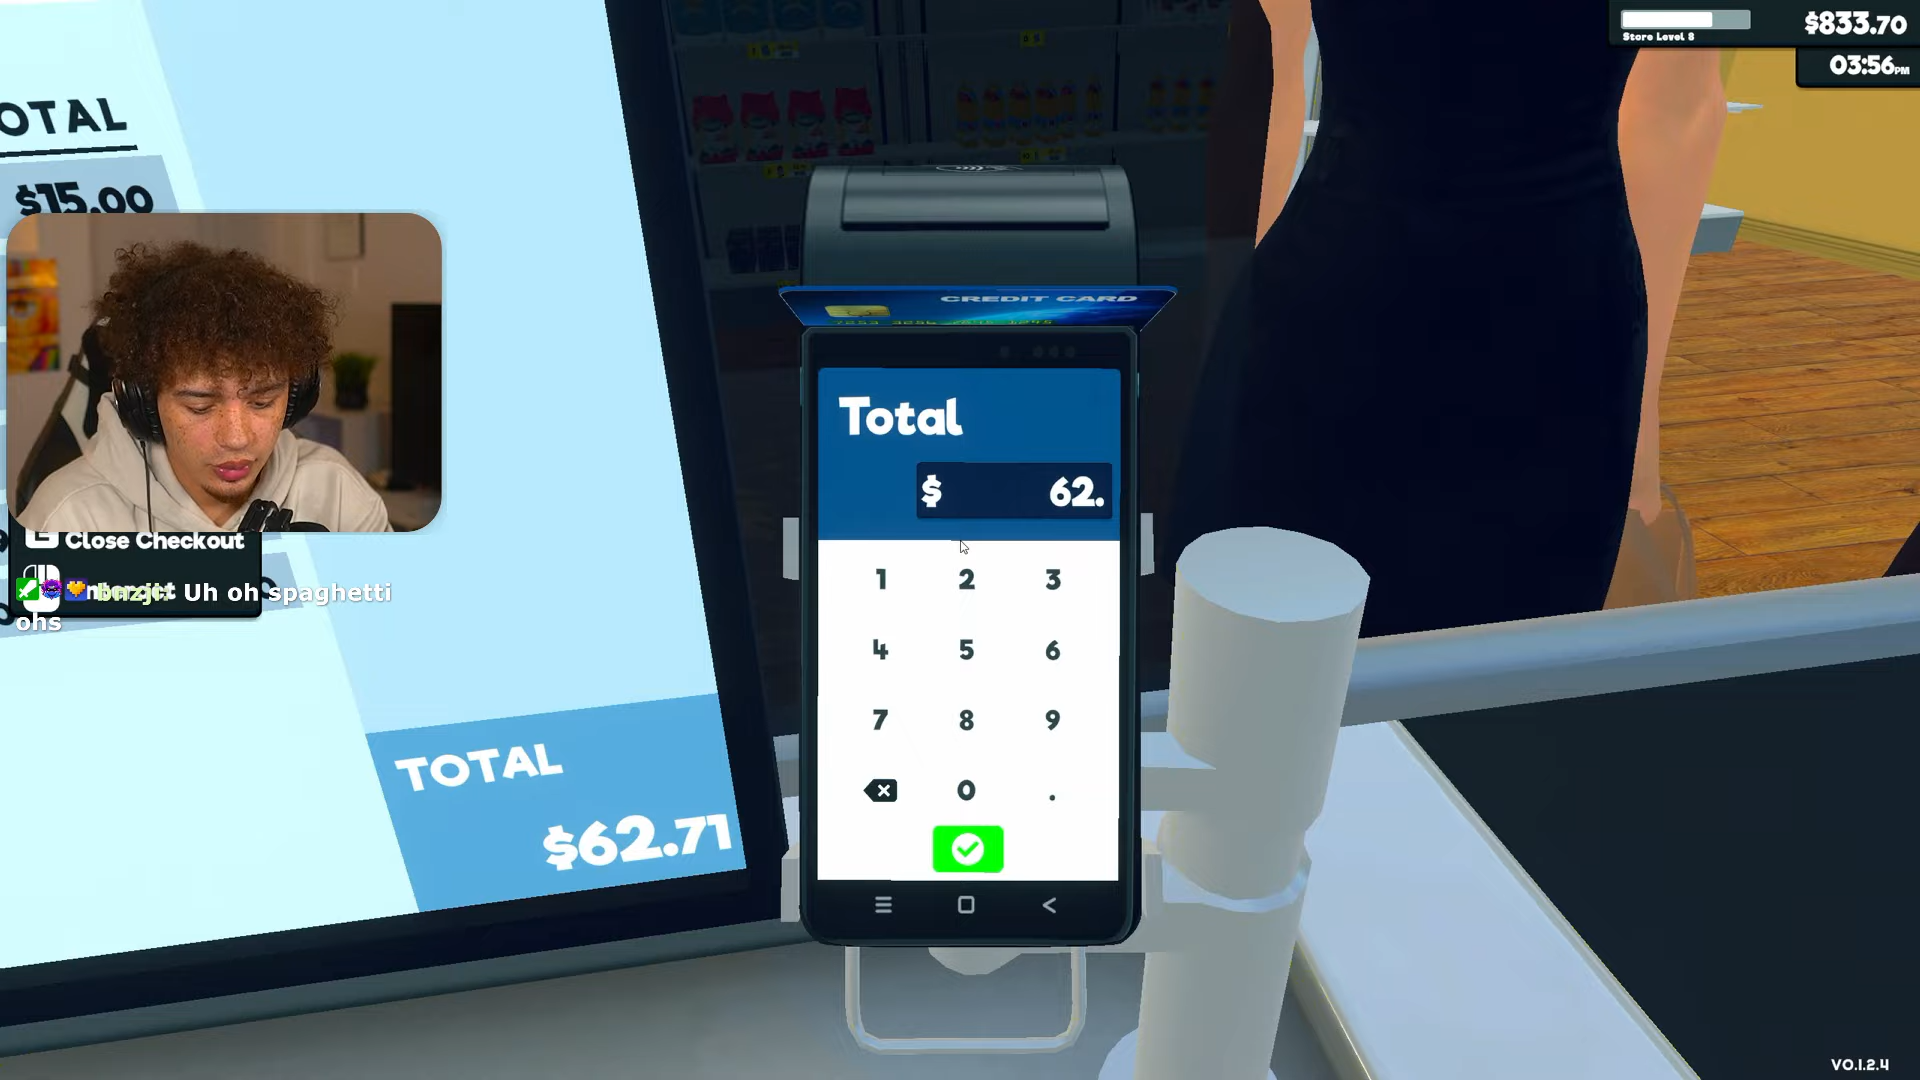 $833.70
Store Level 8
03:56PM
OTAL
$15.00
CREDIT CARD
Total
$ 62.
1 2 3
4 5 6
7 8 9
0 .
Close Checkout
Uh oh spaghetti
ohs
TOTAL
$62.71
V0.1.2.4